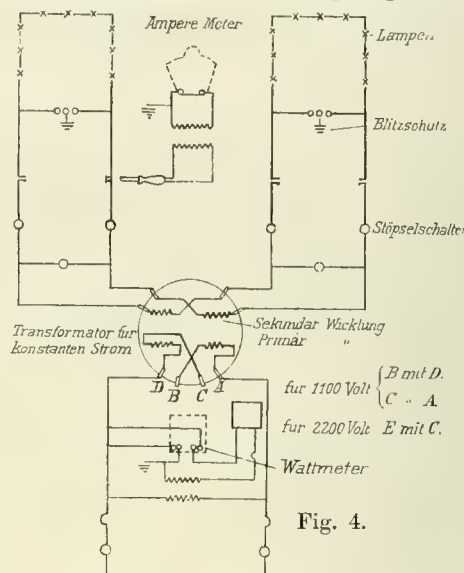 Ampere Meter
Lampen
Blitzschutz
Stöpselschalter
Transformator für
konstanten Strom
Sekundär Wicklung
Primär "
D B C A
für 1100 Volt { B mit D.
C " A.
für 2200 Volt E mit C.
Wattmeter
Fig. 4.